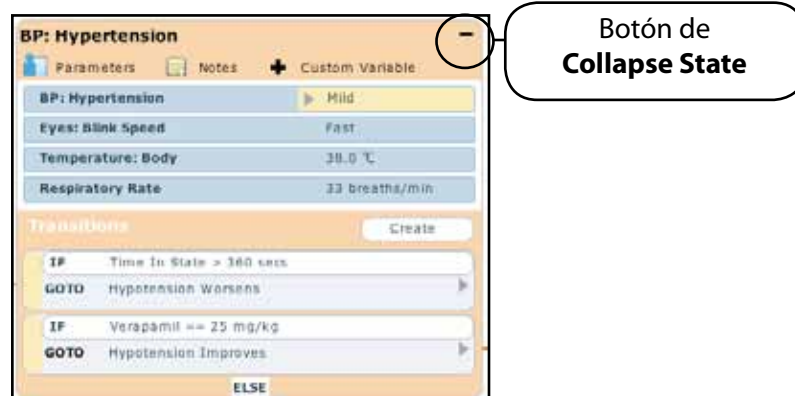 BP: Hypertension
Parameters Notes Custom Variable
BP: Hypertension Mild
Eyes: Blink Speed Fast
Temperature: Body 38.0 °C
Respiratory Rate 33 breaths/min
Transitions Create
IF Time In State > 360 secs
GOTO Hypotension Worsens
IF Verapamil == 25 mg/kg
GOTO Hypotension Improves
ELSE
Botón de
Collapse State